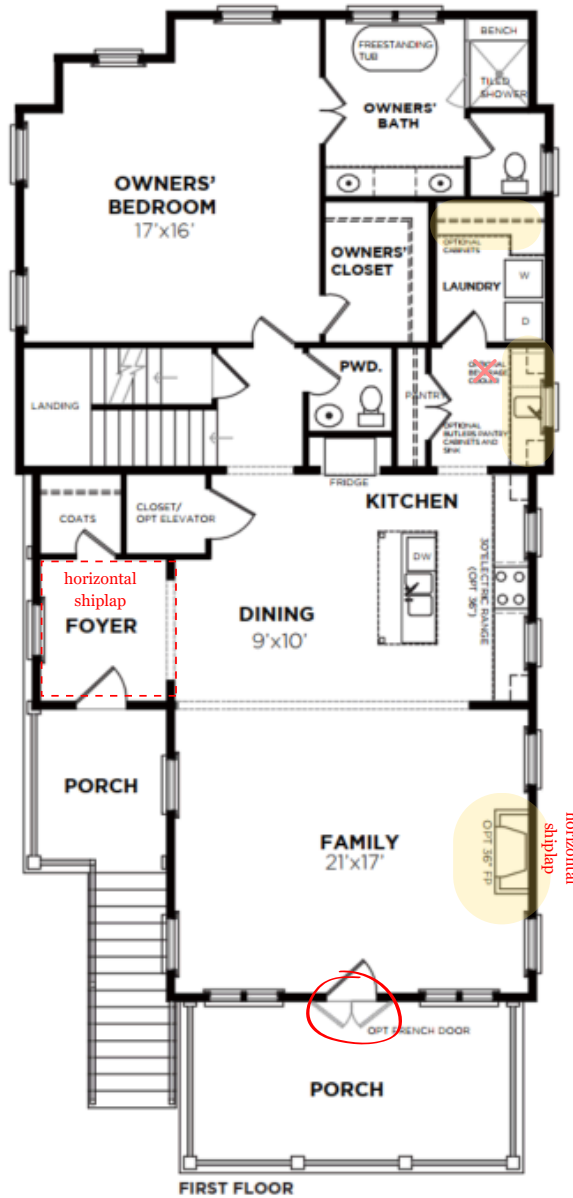 BENCH
FREESTANDING
TUB
TILED
SHOWER
OWNERS'
BATH
OWNERS'
BEDROOM
17'x16'
OPTIONAL
CABINETS
OWNERS'
CLOSET
LAUNDRY
W
D
PWD.
OPTIONAL
BEVERAGE
COOLER
LANDING
PANTRY
OPTIONAL
BUTLERS PANTRY
CABINETS AND
SINK
FRIDGE
KITCHEN
COATS
CLOSET/
OPT ELEVATOR
DW
30" ELECTRIC RANGE
(OPT 36")
horizontal
shiplap
FOYER
DINING
9'x10'
PORCH
FAMILY
21'x17'
OPT 36" FP
horizontal
shiplap
OPT FRENCH DOOR
PORCH
FIRST FLOOR